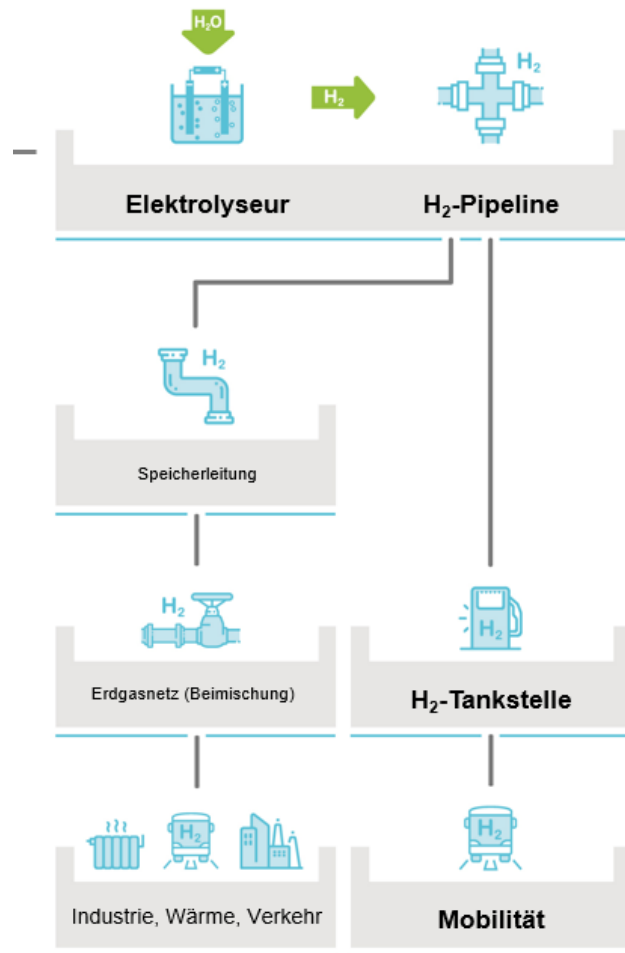 H₂O
H₂
H₂
Elektrolyseur
H₂-Pipeline
H₂
Speicherleitung
H₂
Erdgasnetz (Beimischung)
H₂
H₂-Tankstelle
H₂
Industrie, Wärme, Verkehr
H₂
Mobilität